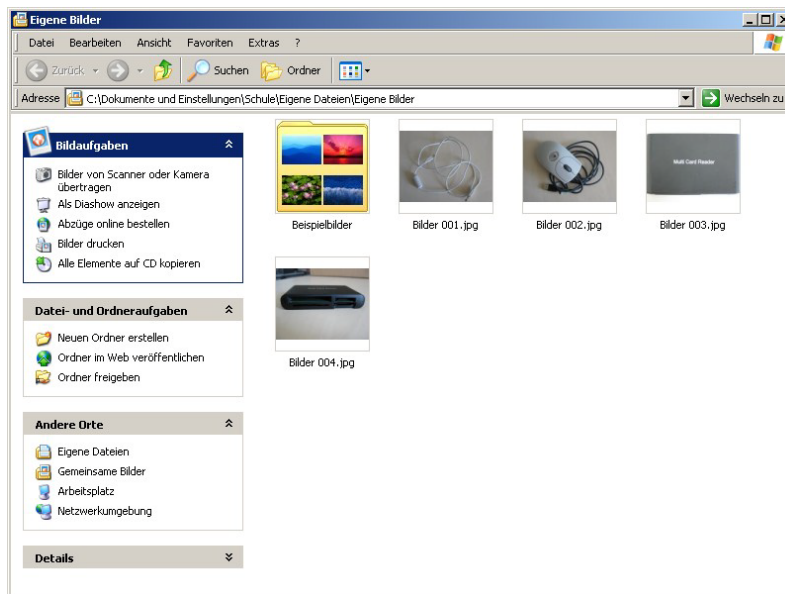 Eigene Bilder
Datei Bearbeiten Ansicht Favoriten Extras ?
Zurück Suchen Ordner
Adresse C:\Dokumente und Einstellungen\Schule\Eigene Dateien\Eigene Bilder Wechseln zu
Bildaufgaben
Bilder von Scanner oder Kamera
übertragen
Als Diashow anzeigen
Abzüge online bestellen
Bilder drucken
Alle Elemente auf CD kopieren
Datei- und Ordneraufgaben
Neuen Ordner erstellen
Ordner im Web veröffentlichen
Ordner freigeben
Andere Orte
Eigene Dateien
Gemeinsame Bilder
Arbeitsplatz
Netzwerkumgebung
Details
Multi Card Reader
Beispielbilder Bilder 001.jpg Bilder 002.jpg Bilder 003.jpg
Bilder 004.jpg